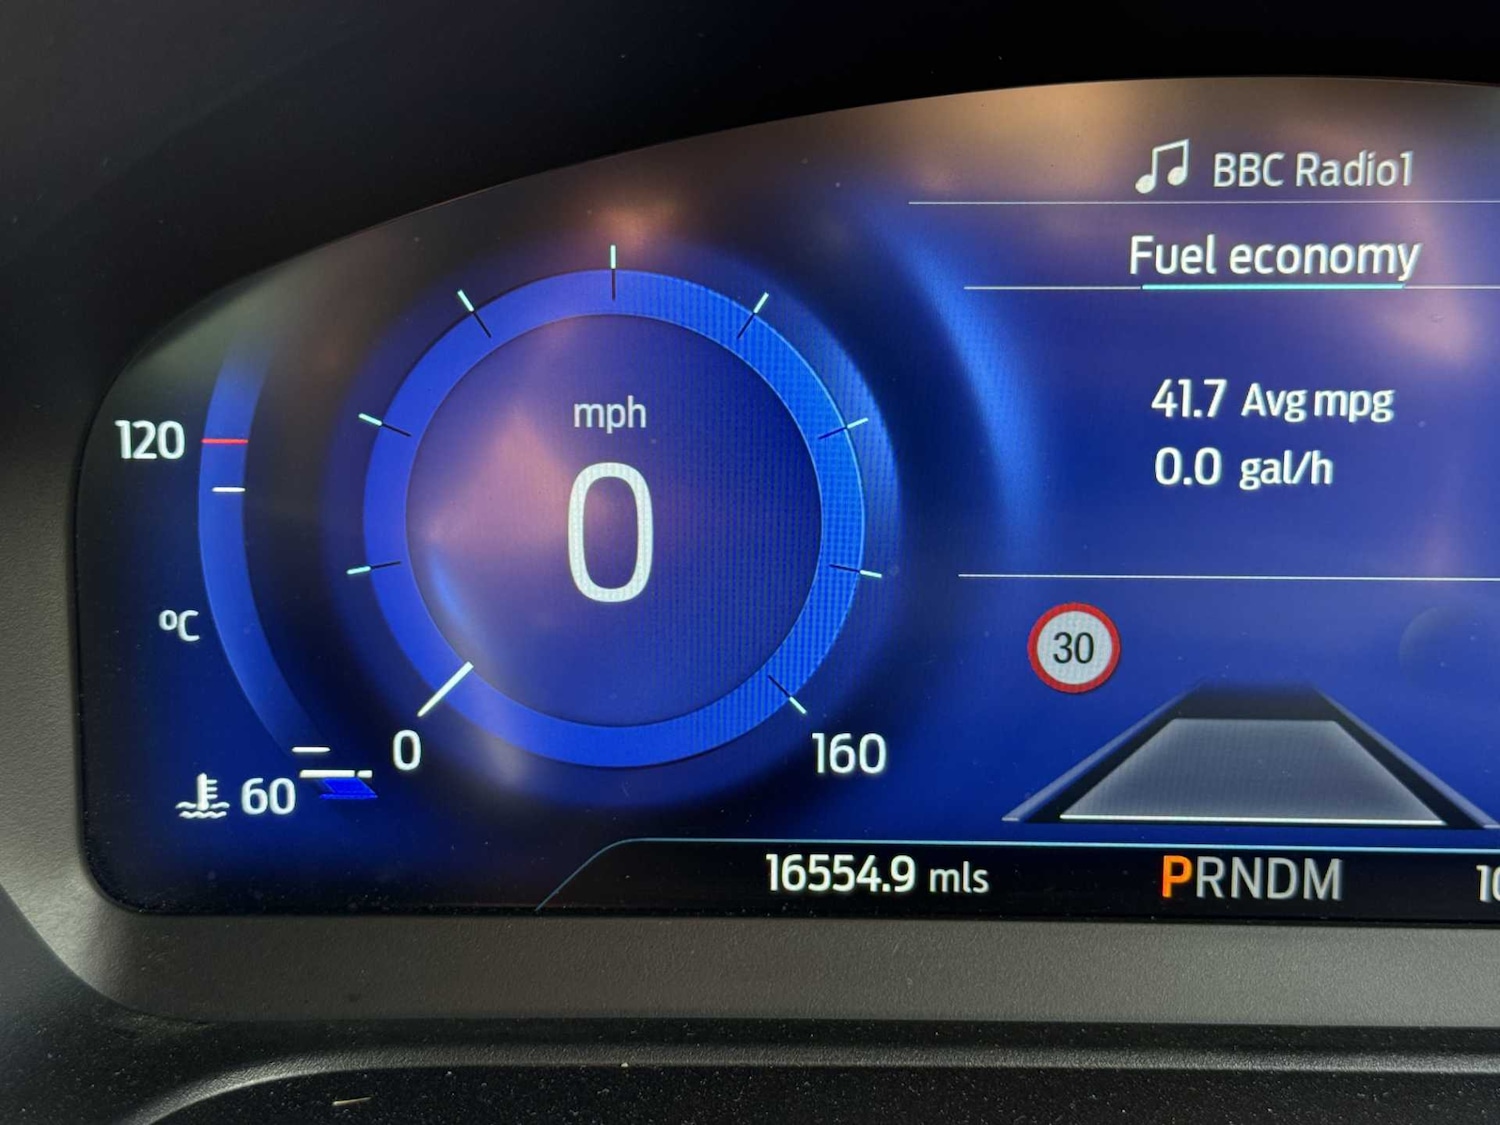 BBC Radio1
Fuel economy
41.7 Avg mpg
0.0 gal/h
120
mph
0
30
ºC
0
160
60
16554.9 mls
PRNDM